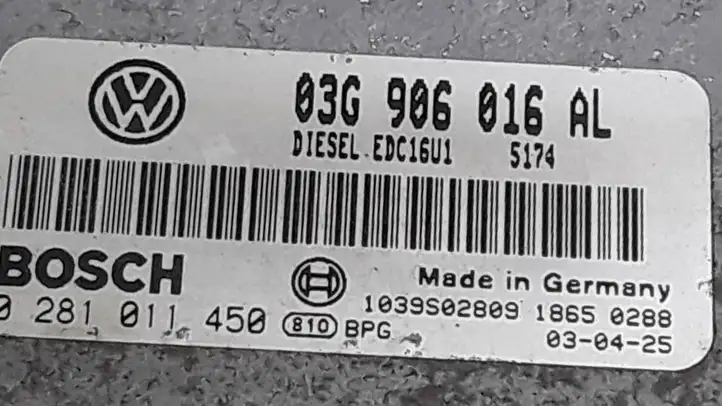 03G 906 016 AL
DIESEL EDC16U1 5174
BOSCH
Made in Germany
0 281 011 450 810 BPG
1039S02809 1865 0288
03-04-25